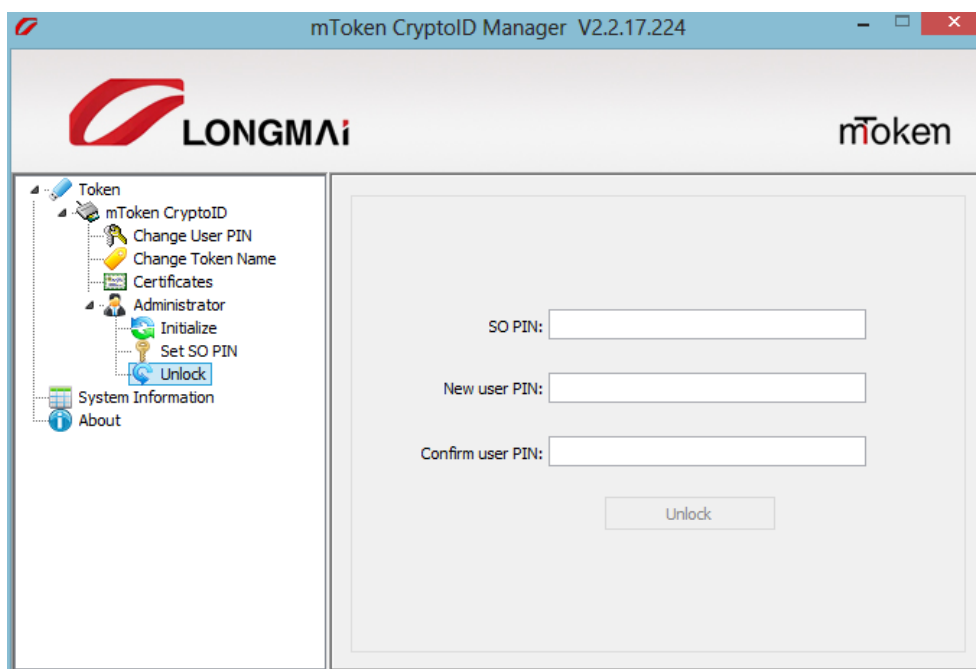 mToken CryptoID Manager V2.2.17.224
LONGMAi
mToken
Token
mToken CryptoID
Change User PIN
Change Token Name
Certificates
Administrator
Initialize
Set SO PIN
Unlock
System Information
About
SO PIN:
New user PIN:
Confirm user PIN:
Unlock